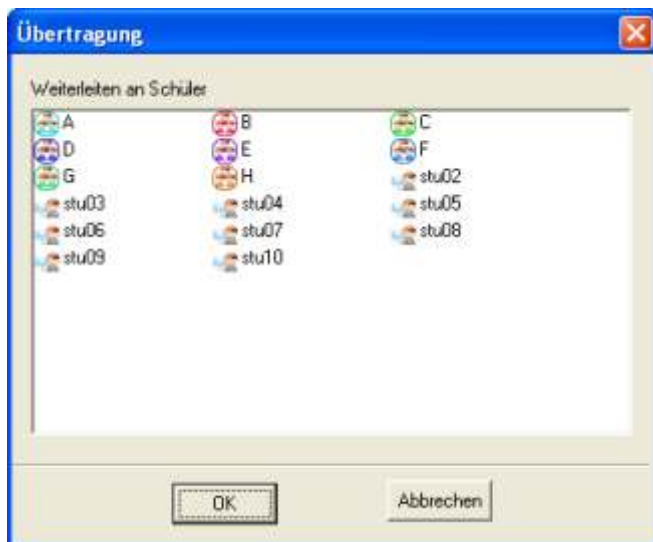 Übertragung
Weiterleiten an Schüler
A B C
D E F
G H stu02
stu03 stu04 stu05
stu06 stu07 stu08
stu09 stu10
OK Abbrechen